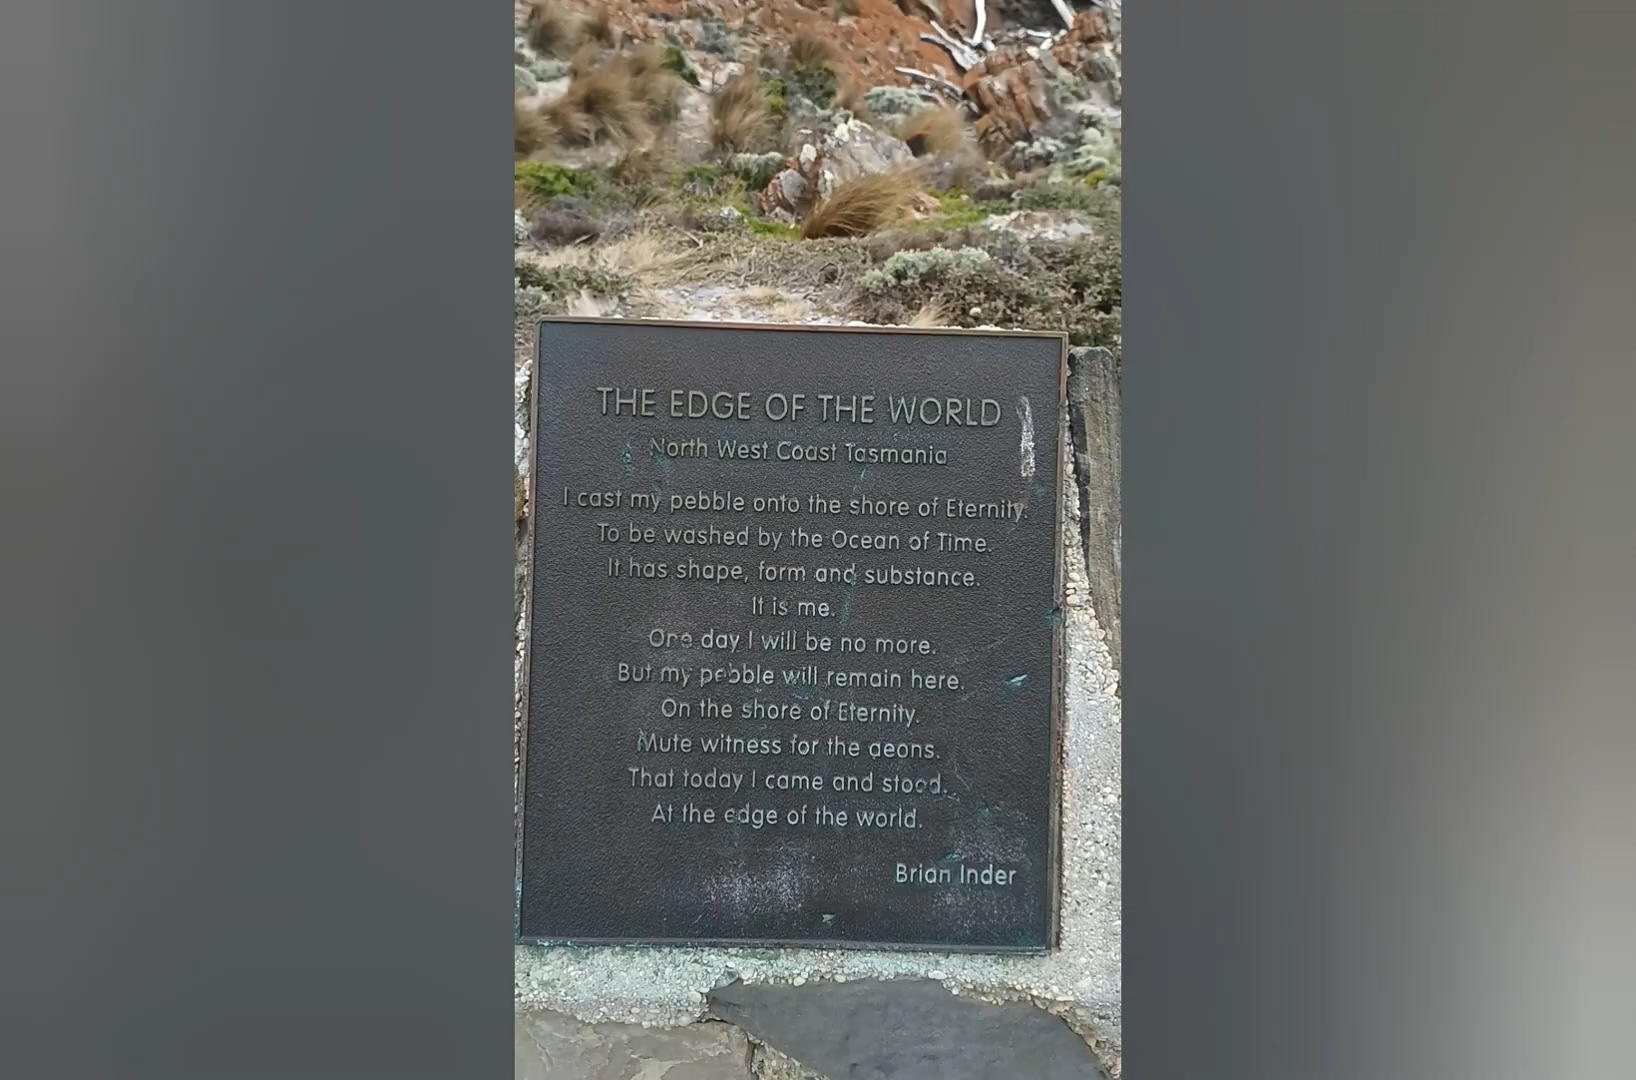 THE EDGE OF THE WORLD
North West Coast Tasmania
I cast my pebble onto the shore of Eternity.
To be washed by the Ocean of Time.
It has shape, form and substance.
It is me.
One day I will be no more.
But my pebble will remain here.
On the shore of Eternity.
Mute witness for the aeons.
That today I came and stood.
At the edge of the world.
Brian Inder